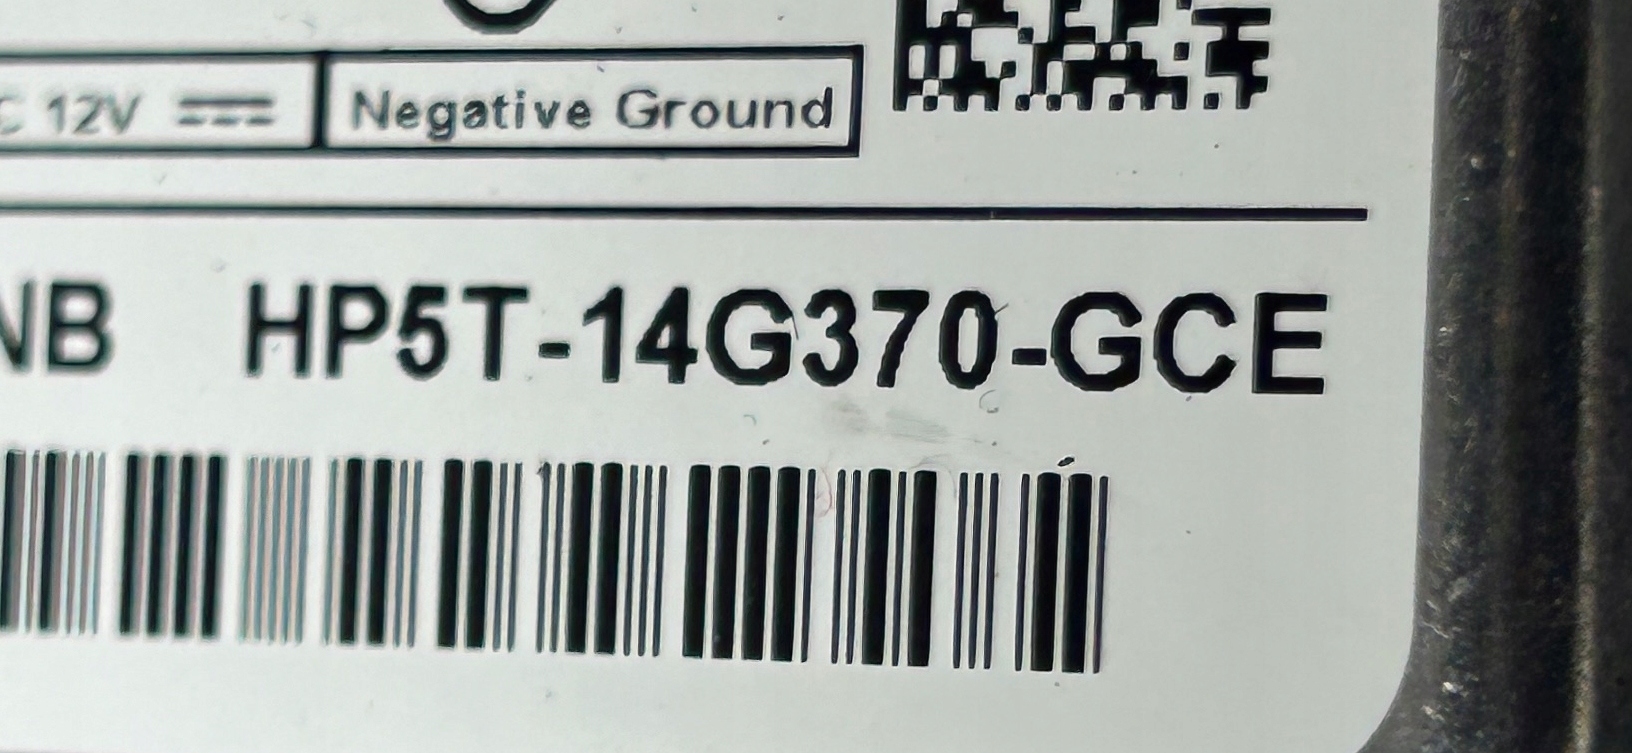 C 12V Negative Ground
NB HP5T-14G370-GCE